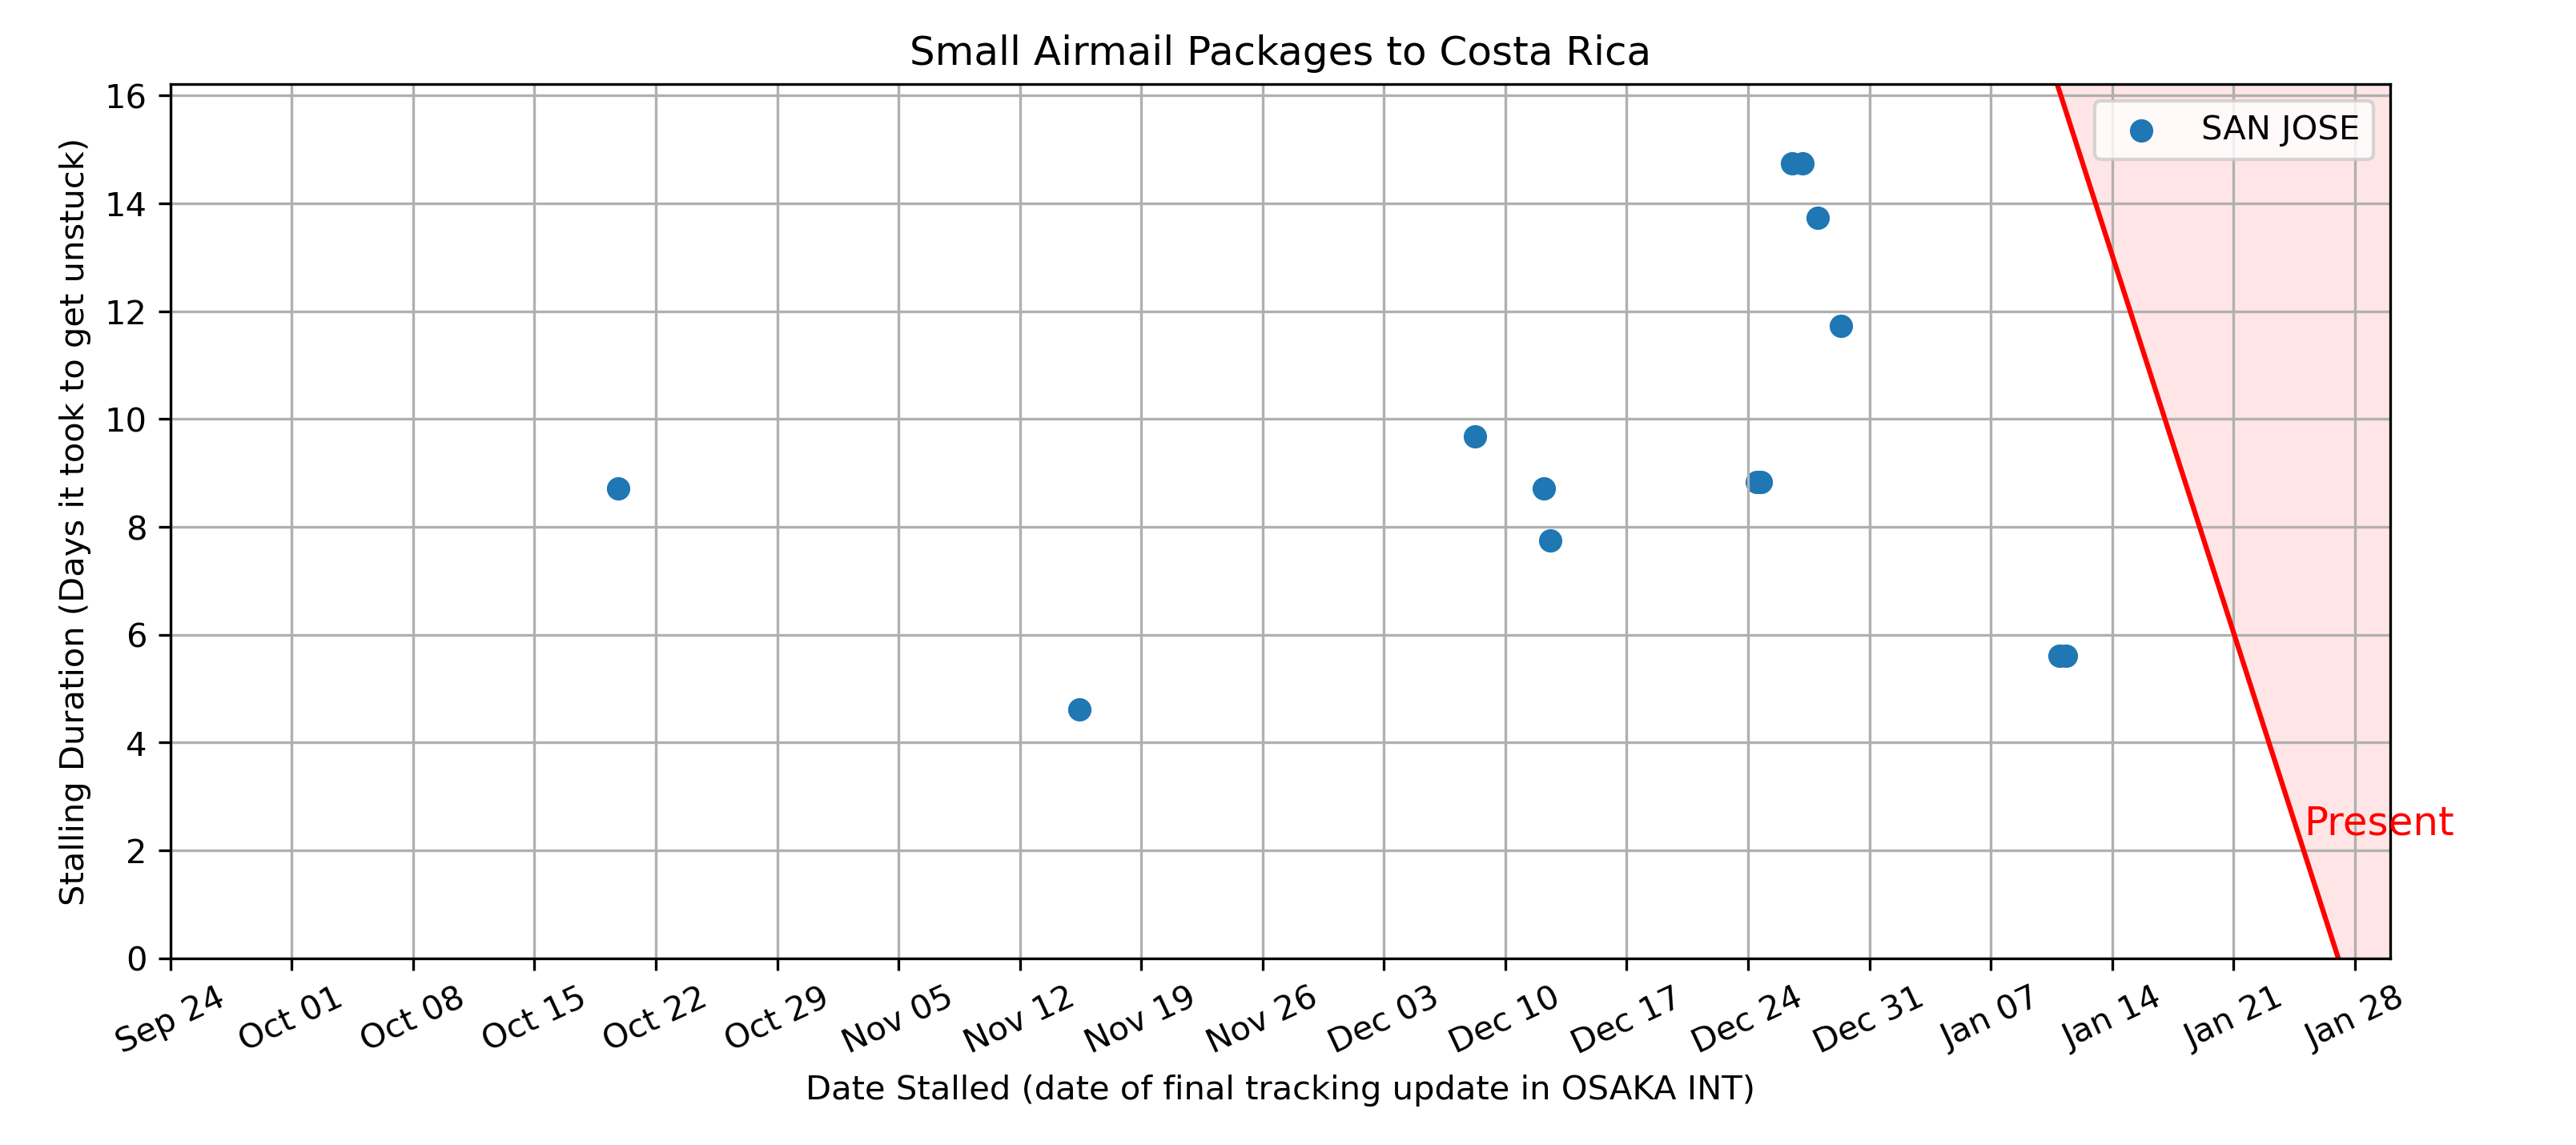 Small Airmail Packages to Costa Rica
SAN JOSE
Stalling Duration (Days it took to get unstuck)
16
14
12
10
8
6
4
2
0
Present
Sep 24 Oct 01 Oct 08 Oct 15 Oct 22 Oct 29 Nov 05 Nov 12 Nov 19 Nov 26 Dec 03 Dec 10 Dec 17 Dec 24 Dec 31 Jan 07 Jan 14 Jan 21 Jan 28
Date Stalled (date of final tracking update in OSAKA INT)